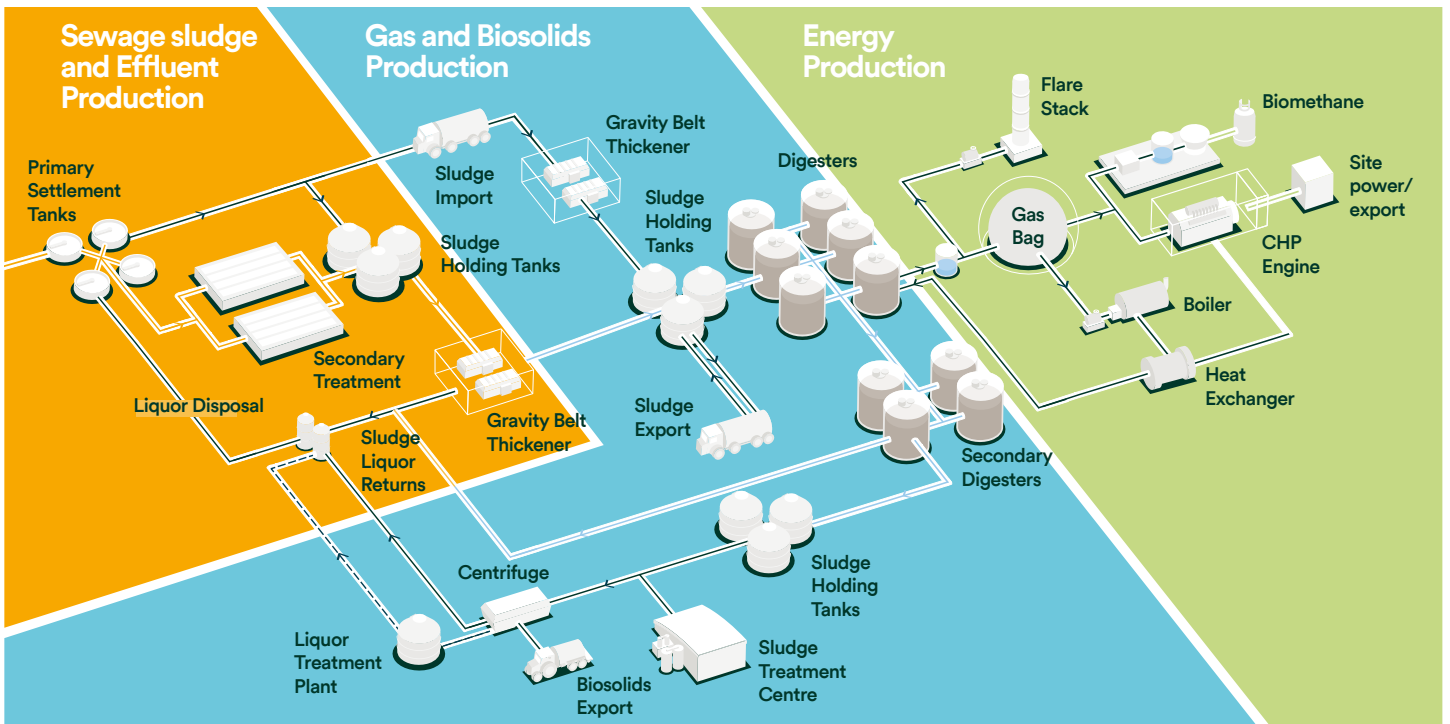 Sewage sludge
and Effluent
Production
Gas and Biosolids
Production
Energy
Production
Primary
Settlement
Tanks
Sludge
Import
Gravity Belt
Thickener
Sludge
Holding Tanks
Sludge
Holding
Tanks
Digesters
Flare
Stack
Biomethane
Site
power/
export
Gas
Bag
CHP
Engine
Boiler
Heat
Exchanger
Secondary
Treatment
Liquor Disposal
Sludge
Liquor
Returns
Gravity Belt
Thickener
Sludge
Export
Secondary
Digesters
Sludge
Holding
Tanks
Centrifuge
Liquor
Treatment
Plant
Biosolids
Export
Sludge
Treatment
Centre